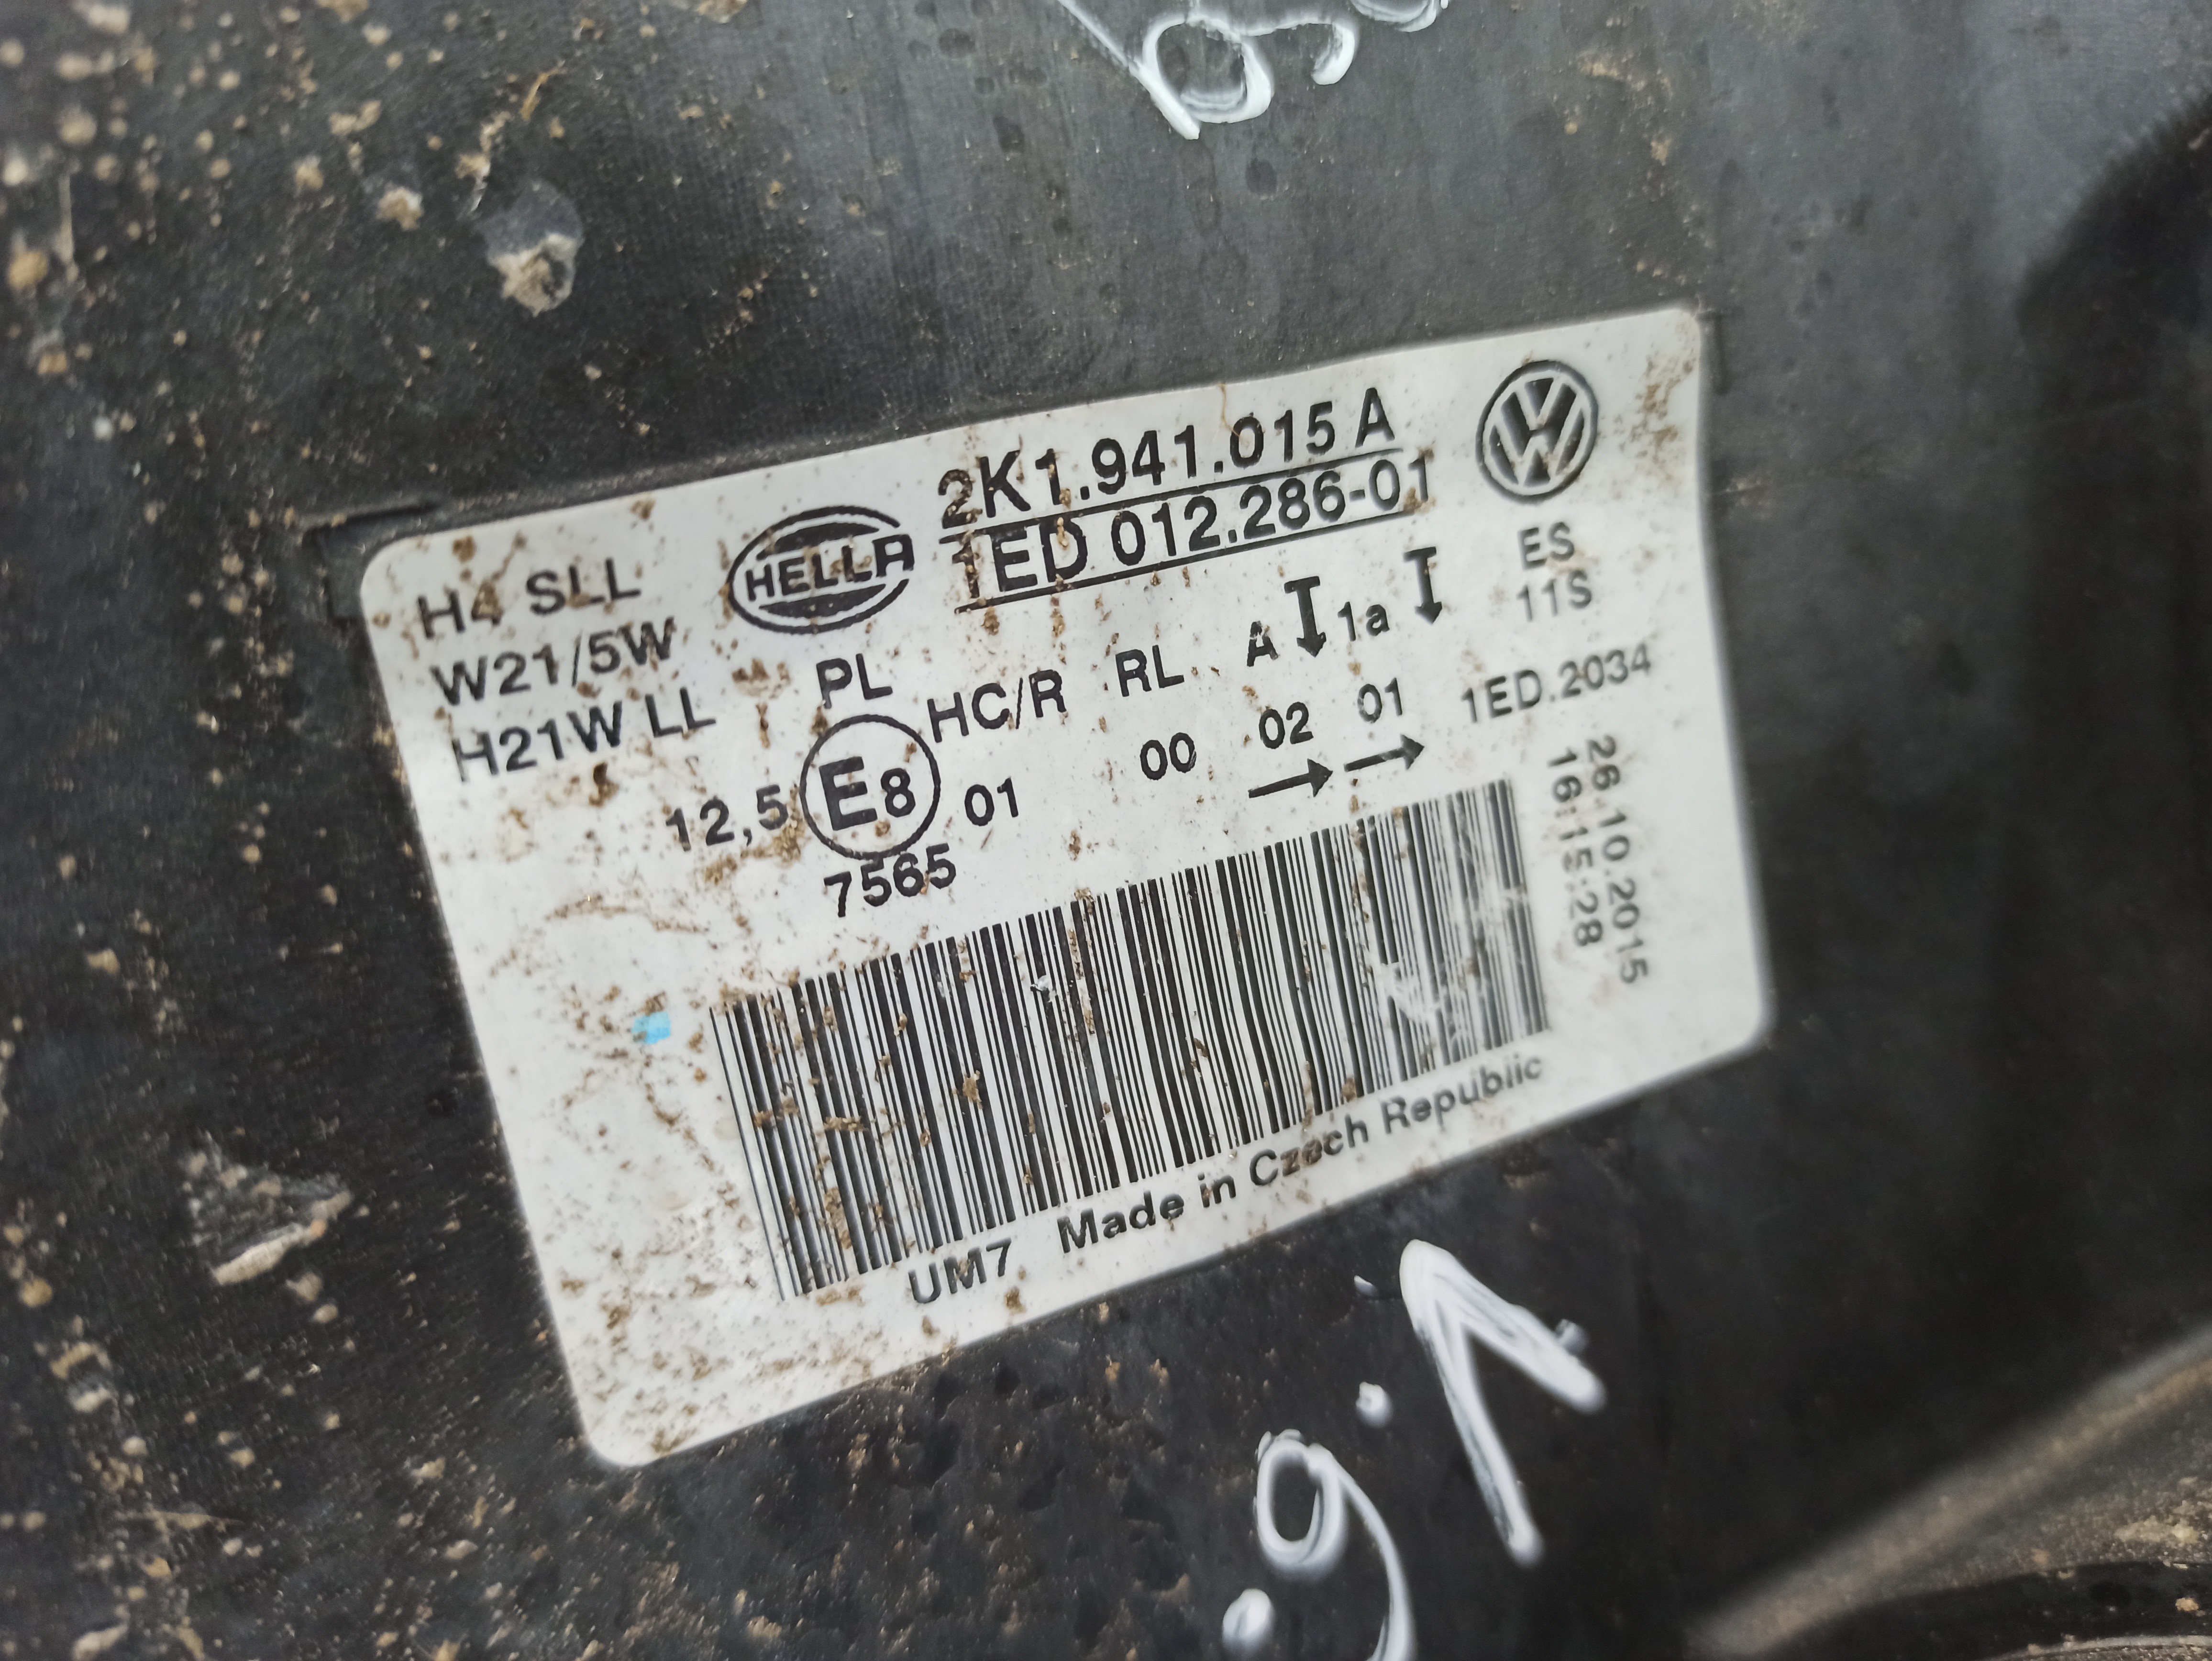 2K1.941.015 A
1ED 012.286-01
HELLA
H4 SLL
W21/5W
H21W LL
ES
11S
PL HC/R RL A 1a
12,5 E8 01 00 02 01 1ED.2034
7565
26.10.2015
16:15:28
UM7 Made in Czech Republic